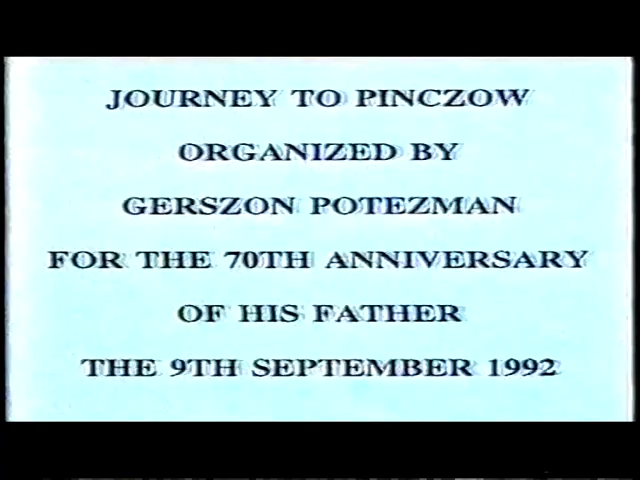 JOURNEY TO PINCZOW
ORGANIZED BY
GERSZON POTEZMAN
FOR THE 70TH ANNIVERSARY
OF HIS FATHER
THE 9TH SEPTEMBER 1992